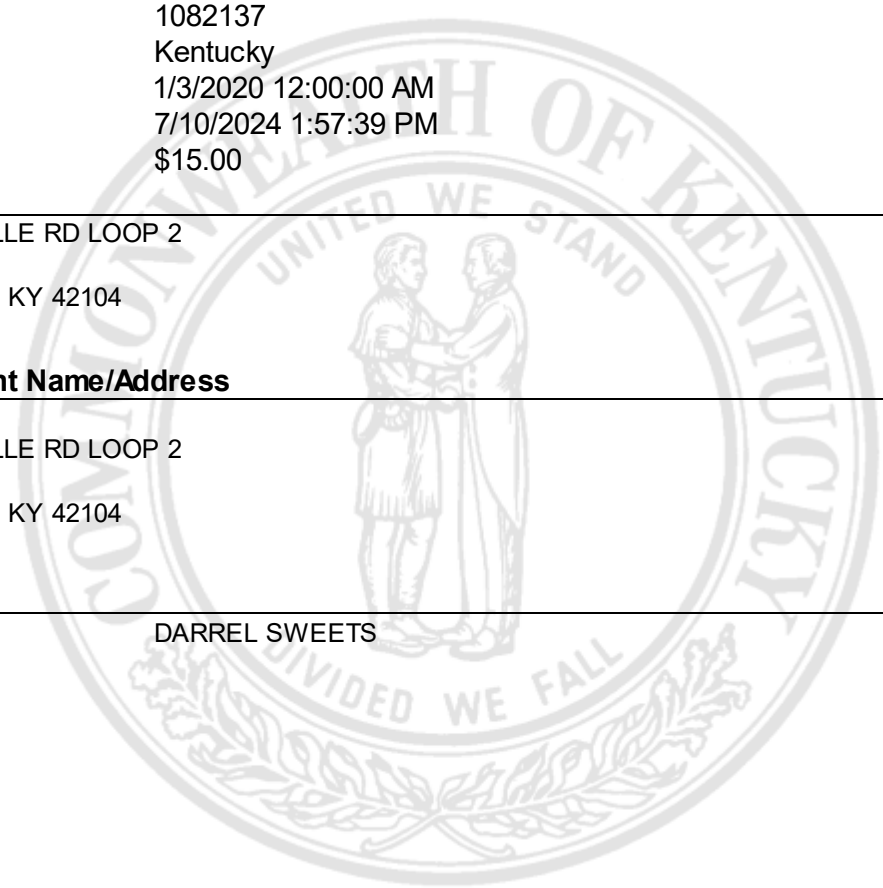 1082137
Kentucky
1/3/2020 12:00:00 AM
7/10/2024 1:57:39 PM
$15.00
LLE RD LOOP 2
KY 42104
nt Name/Address
LLE RD LOOP 2
KY 42104
DARREL SWEETS
COMMONWEALTH OF KENTUCKY
UNITED WE STAND
DIVIDED WE FALL